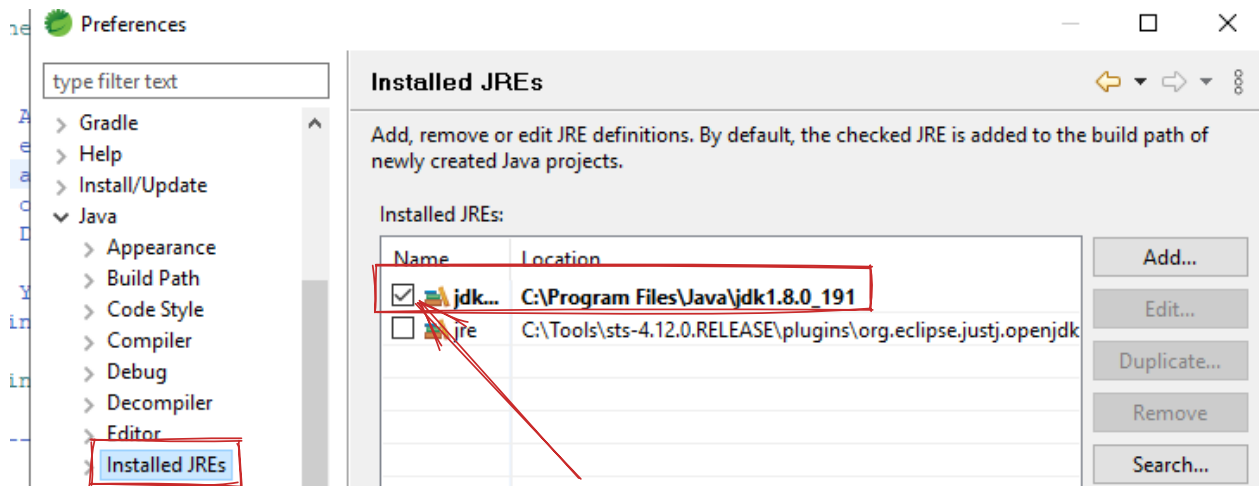 Preferences
type filter text
Gradle
Help
Install/Update
Java
Appearance
Build Path
Code Style
Compiler
Debug
Decompiler
Editor
Installed JREs
Installed JREs
Add, remove or edit JRE definitions. By default, the checked JRE is added to the build path of
newly created Java projects.
Installed JREs:
Name Location
jdk... C:\Program Files\Java\jdk1.8.0_191
jre C:\Tools\sts-4.12.0.RELEASE\plugins\org.eclipse.justj.openjdk
Add...
Edit...
Duplicate...
Remove
Search...